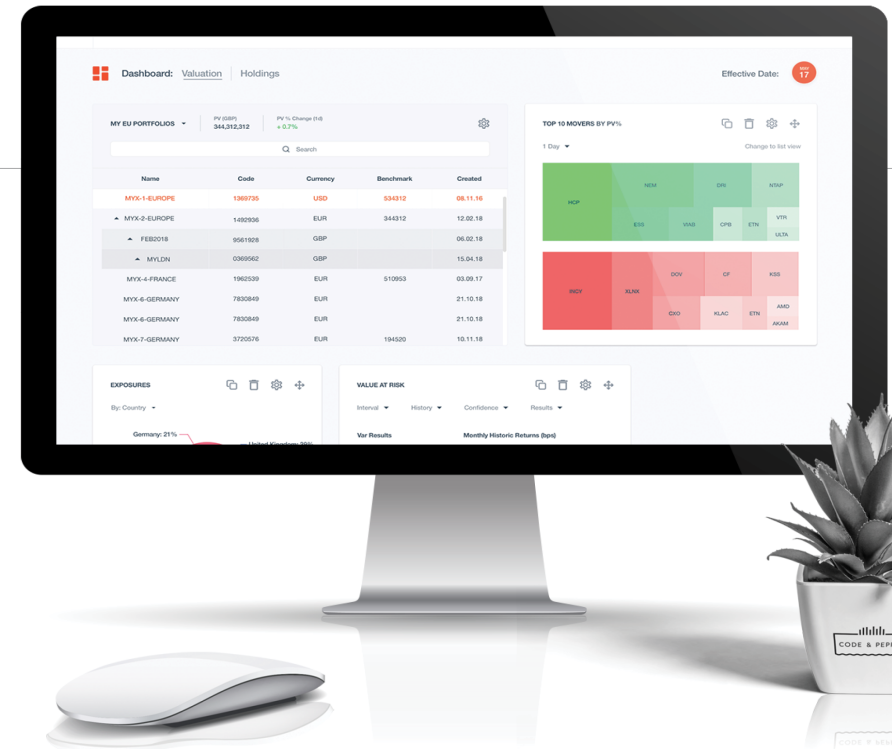 Dashboard: Valuation Holdings
Effective Date: MAY 17
MY EU PORTFOLIOS
PV (GBP)
344,312,312
PV % Change (1d)
+ 0.7%
Search
Name Code Currency Benchmark Created
MYX-1-EUROPE 1369735 USD 534312 08.11.16
MYX-2-EUROPE 1492936 EUR 344312 12.02.18
FEB2018 9561928 GBP 06.02.18
MYLDN 0369562 GBP 15.04.18
MYX-4-FRANCE 1962539 EUR 510953 03.09.17
MYX-6-GERMANY 7830849 EUR 21.10.18
MYX-6-GERMANY 7830849 EUR 21.10.18
MYX-7-GERMANY 3720576 EUR 194520 10.11.18
TOP 10 MOVERS BY PV%
1 Day Change to list view
HCP NEM DRI NTAP
ESS VIAB CPB ETN VTR
ULTA
INGY XLNX DOV CF KSS
GXO KLAC ETN AMD
AKAM
EXPOSURES
By: Country
Germany: 21%
United Kingdom: 20%
VALUE AT RISK
Interval History Confidence Results
Var Results Monthly Historic Returns (bps)
CODE & PEP